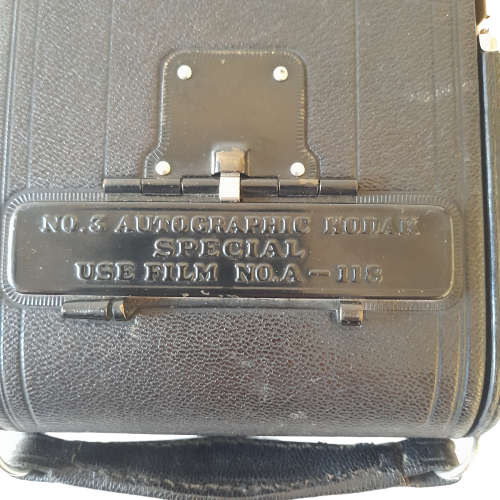 NO.3 AUTOGRAPHIC KODAK
SPECIAL
USE FILM NO.A-118